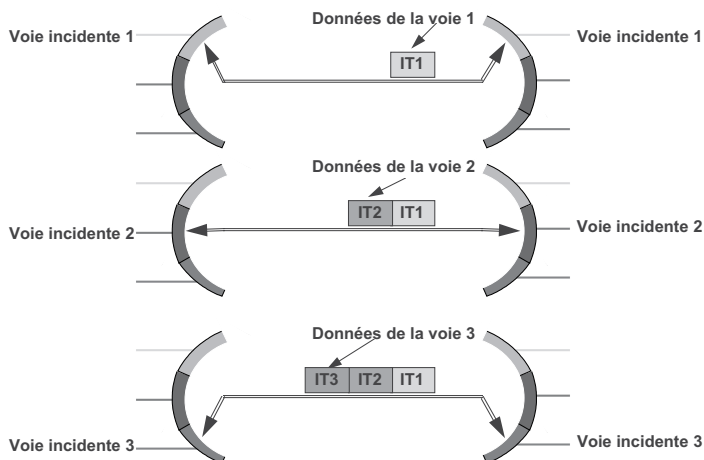 Données de la voie 1
Voie incidente 1
Voie incidente 1
IT1
Données de la voie 2
IT2 IT1
Voie incidente 2
Voie incidente 2
Données de la voie 3
IT3 IT2 IT1
Voie incidente 3
Voie incidente 3